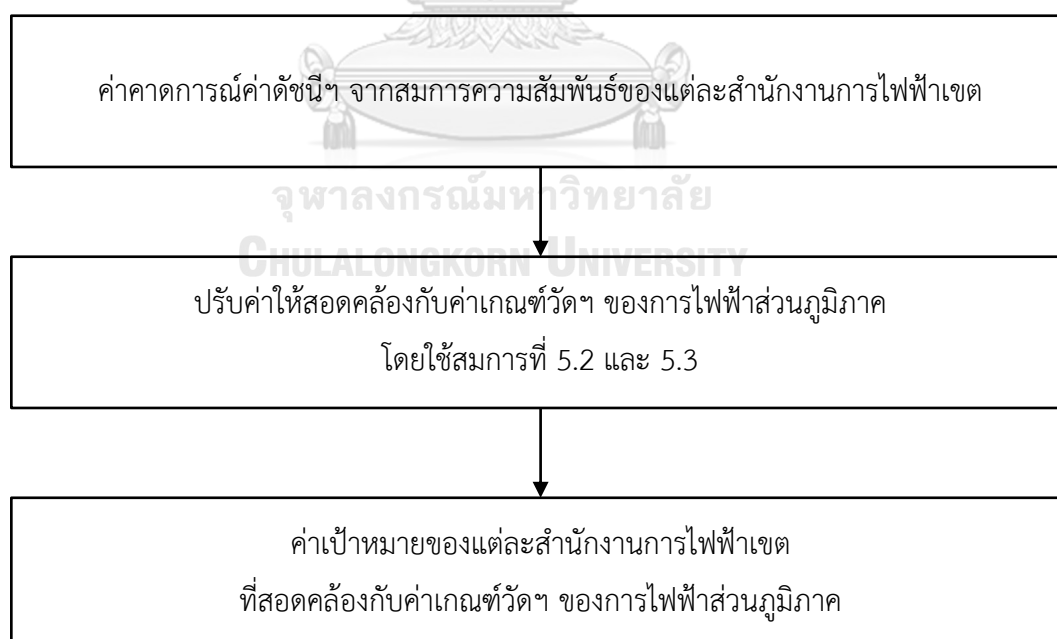 ค่าคาดการณ์ค่าดัชนีฯ จากสมการความสัมพันธ์ของแต่ละสำนักงานการไฟฟ้าเขต
จุฬาลงกรณ์มหาวิทยาลัย
CHULALONGKORN UNIVERSITY
ปรับค่าให้สอดคล้องกับค่าเกณฑ์วัดฯ ของการไฟฟ้าส่วนภูมิภาค
โดยใช้สมการที่ 5.2 และ 5.3
ค่าเป้าหมายของแต่ละสำนักงานการไฟฟ้าเขต
ที่สอดคล้องกับค่าเกณฑ์วัดฯ ของการไฟฟ้าส่วนภูมิภาค